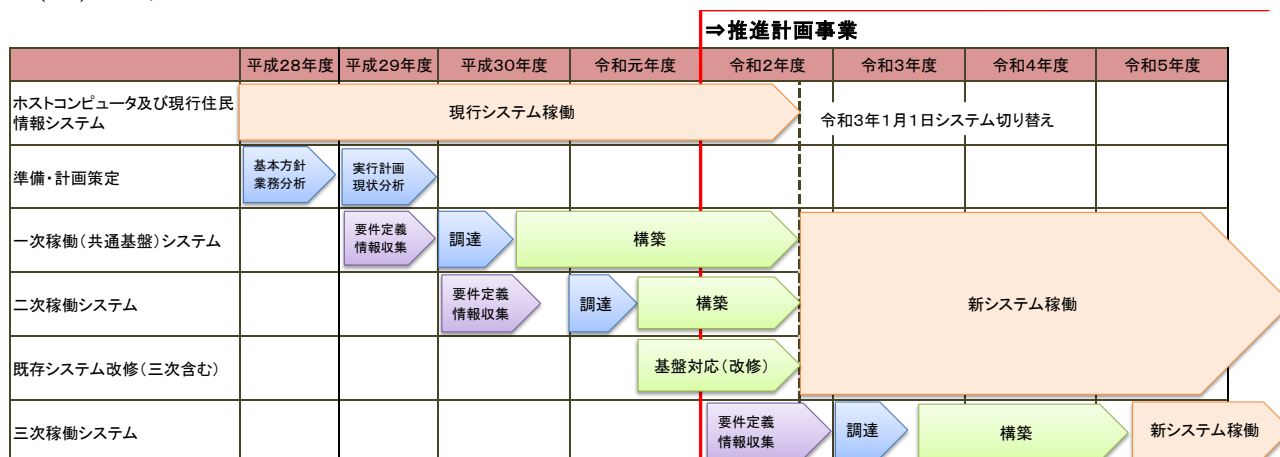 ⇒推進計画事業
平成28年度 平成29年度 平成30年度 令和元年度 令和2年度 令和3年度 令和4年度 令和5年度
ホストコンピュータ及び現行住民
情報システム
現行システム稼働
令和3年1月1日システム切り替え
準備・計画策定
基本方針
業務分析
実行計画
現状分析
一次稼働(共通基盤)システム
要件定義
情報収集
調達
構築
二次稼働システム
要件定義
情報収集
調達
構築
新システム稼働
既存システム改修(三次含む)
基盤対応(改修)
三次稼働システム
要件定義
情報収集
調達
構築
新システム稼働